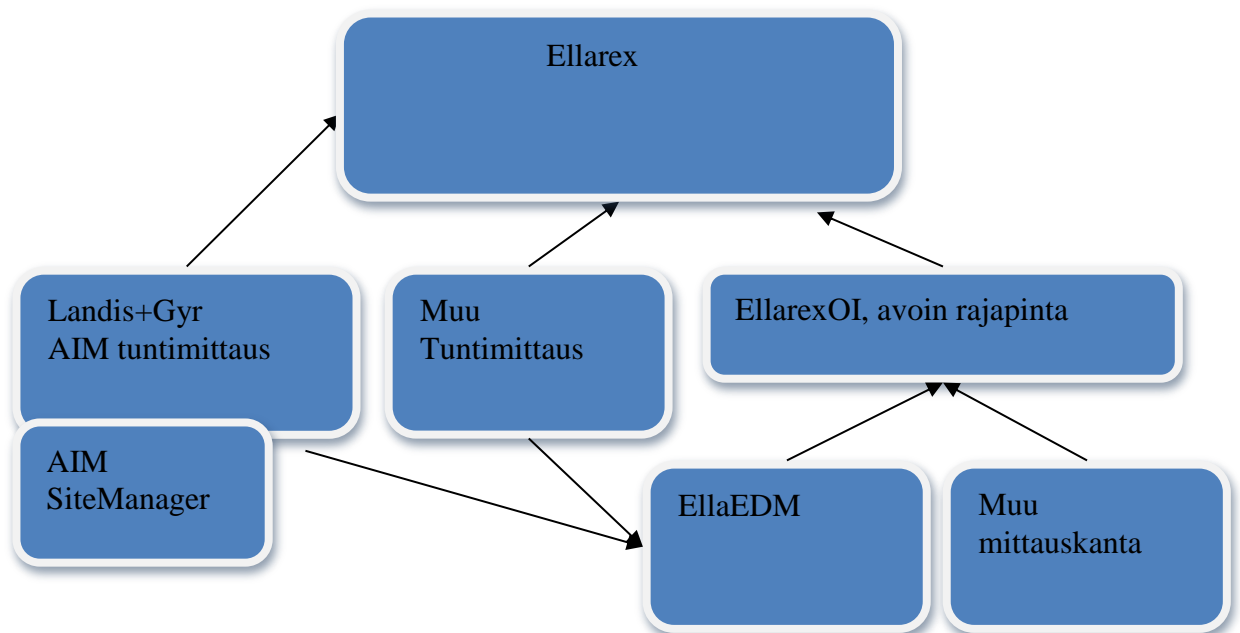 Ellarex
Landis+Gyr
AIM tuntimittaus
Muu
Tuntimittaus
EllarexOI, avoin rajapinta
AIM
SiteManager
EllaEDM
Muu
mittauskanta